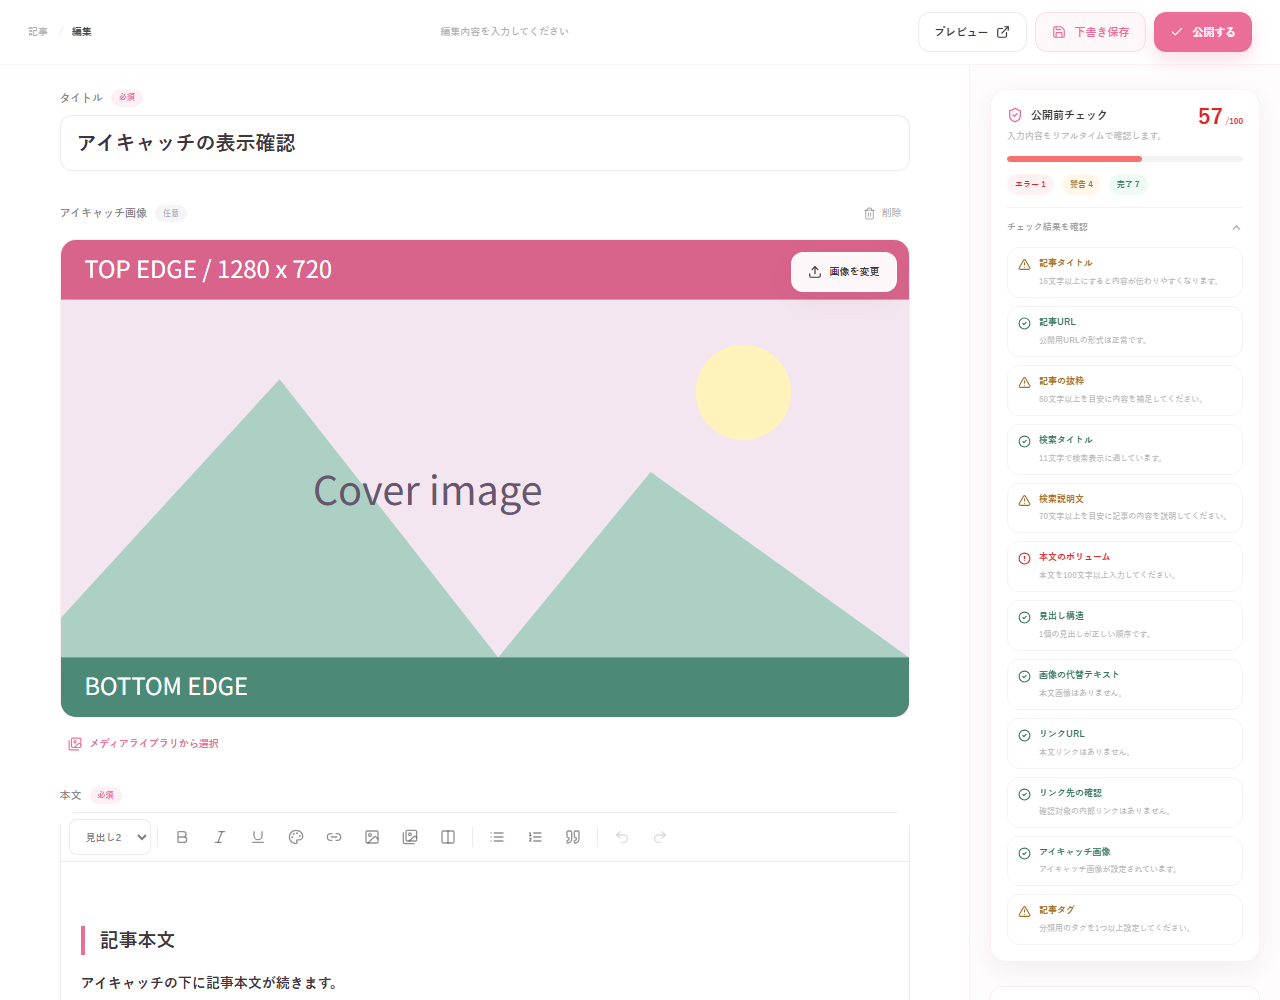 記事 / 編集
編集内容を入力してください
プレビュー
下書き保存
公開する
タイトル 必須
アイキャッチの表示確認
アイキャッチ画像 任意
削除
TOP EDGE / 1280 x 720
画像を変更
Cover image
BOTTOM EDGE
メディアライブラリから選択
本文 必須
見出し2
記事本文
アイキャッチの下に記事本文が続きます。
公開前チェック
57 /100
入力内容をリアルタイムで確認します。
エラー 1 警告 4 完了 7
チェック結果を確認
記事タイトル
15文字以上にすると内容が伝わりやすくなります。
記事URL
公開用URLの形式は正常です。
記事の抜粋
50文字以上を目安に内容を補足してください。
検索タイトル
11文字で検索表示に適しています。
検索説明文
70文字以上を目安に記事の内容を説明してください。
本文のボリューム
本文を100文字以上入力してください。
見出し構造
1個の見出しが正しい順序です。
画像の代替テキスト
本文画像はありません。
リンクURL
本文リンクはありません。
リンク先の確認
確認対象の内部リンクはありません。
アイキャッチ画像
アイキャッチ画像が設定されています。
記事タグ
分類用のタグを1つ以上設定してください。